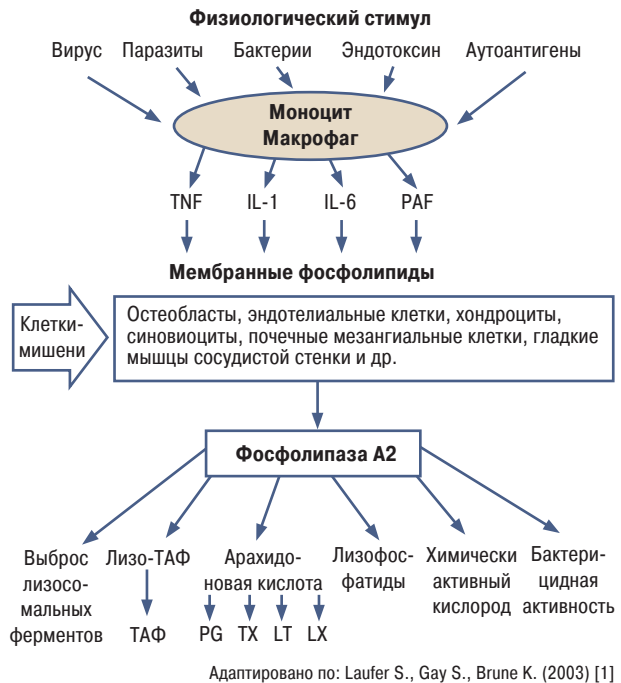 Физиологический стимул
Вирус Паразиты Бактерии Эндотоксин Аутоантигены
Моноцит
Макрофаг
TNF IL-1 IL-6 PAF
Мембранные фосфолипиды
Клетки-
мишени
Остеобласты, эндотелиальные клетки, хондроциты,
синовиоциты, почечные мезангиальные клетки, гладкие
мышцы сосудистой стенки и др.
Фосфолипаза А2
Выброс
лизосо-
мальных
ферментов
Лизо-ТАФ
ТАФ
Арахидо-
новая кислота
PG TX LT LX
Лизофос-
фатиды
Химически
активный
кислород
Бактери-
цидная
активность
Адаптировано по: Laufer S., Gay S., Brune K. (2003) [1]